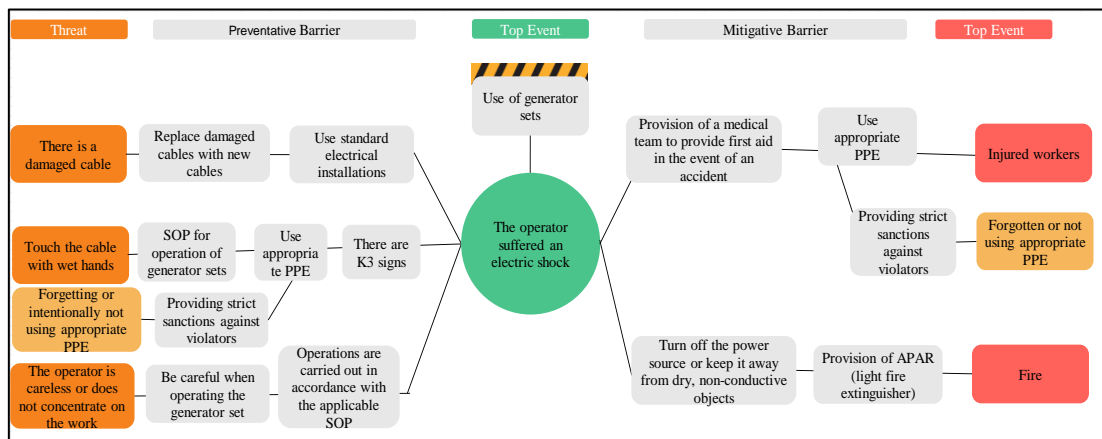 Threat
Preventative Barrier
Top Event
Mitigative Barrier
Top Event
Use of generator
sets
There is a
damaged cable
Replace damaged
cables with new
cables
Use standard
electrical
installations
Provision of a medical
team to provide first aid
in the event of an
accident
Use
appropriate
PPE
Injured workers
Touch the cable
with wet hands
SOP for
operation of
generator sets
Use
appropria
te PPE
There are
K3 signs
The operator
suffered an
electric shock
Providing strict
sanctions
against
violators
Forgotten or not
using appropriate
PPE
Forgetting or
intentionally not
using appropriate
PPE
Providing strict
sanctions against
violators
The operator is
careless or does
not concentrate on
the work
Be careful when
operating the
generator set
Operations are
carried out in
accordance with
the applicable
SOP
Turn off the power
source or keep it away
from dry, non-conductive
objects
Provision of APAR
(light fire
extinguisher)
Fire